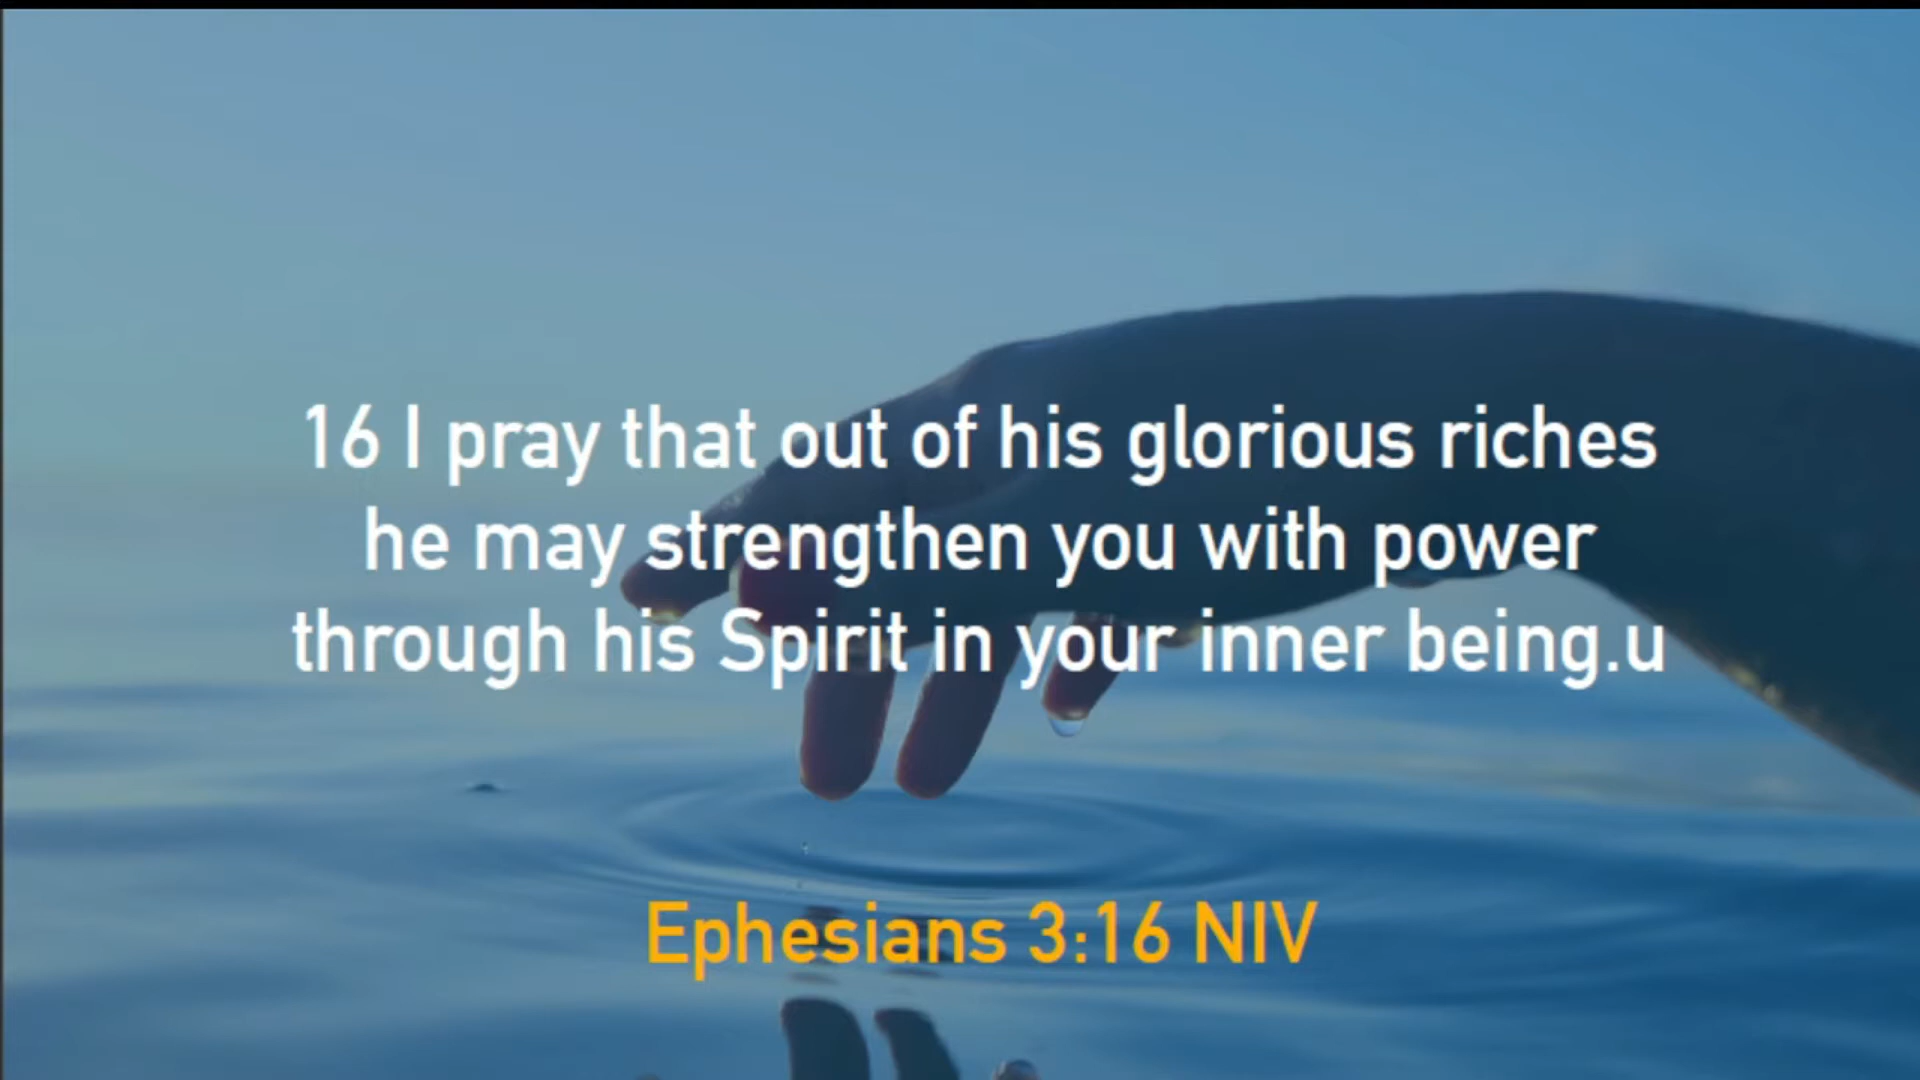 16 I pray that out of his glorious riches
he may strengthen you with power
through his Spirit in your inner being.u
Ephesians 3:16 NIV